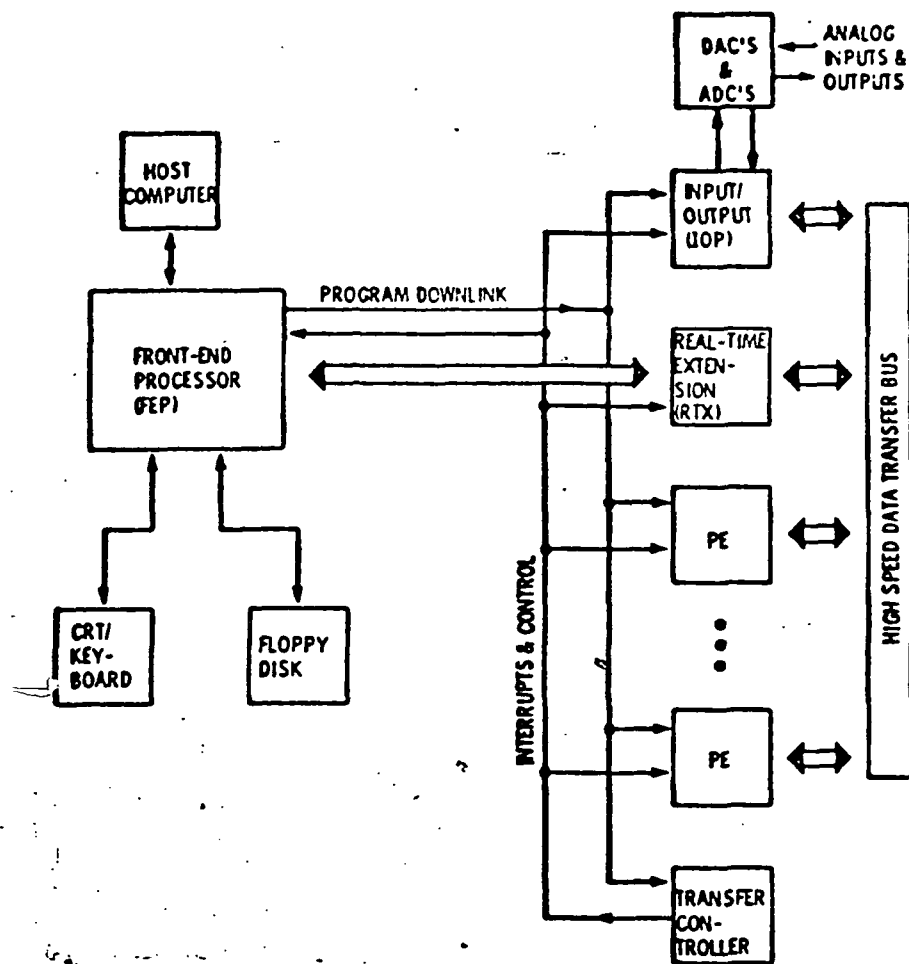 DAC'S
&
ADC'S
ANALOG
INPUTS &
OUTPUTS
HOST
COMPUTER
INPUT/
OUTPUT
(IOP)
PROGRAM DOWNLINK
FRONT-END
PROCESSOR
(FEP)
REAL-TIME
EXTEN-
SION
(RTX)
HIGH SPEED DATA TRANSFER BUS
PE
INTERRUPTS & CONTROL
CRT/
KEY-
BOARD
FLOPPY
DISK
PE
TRANSFER
CON-
TROLLER